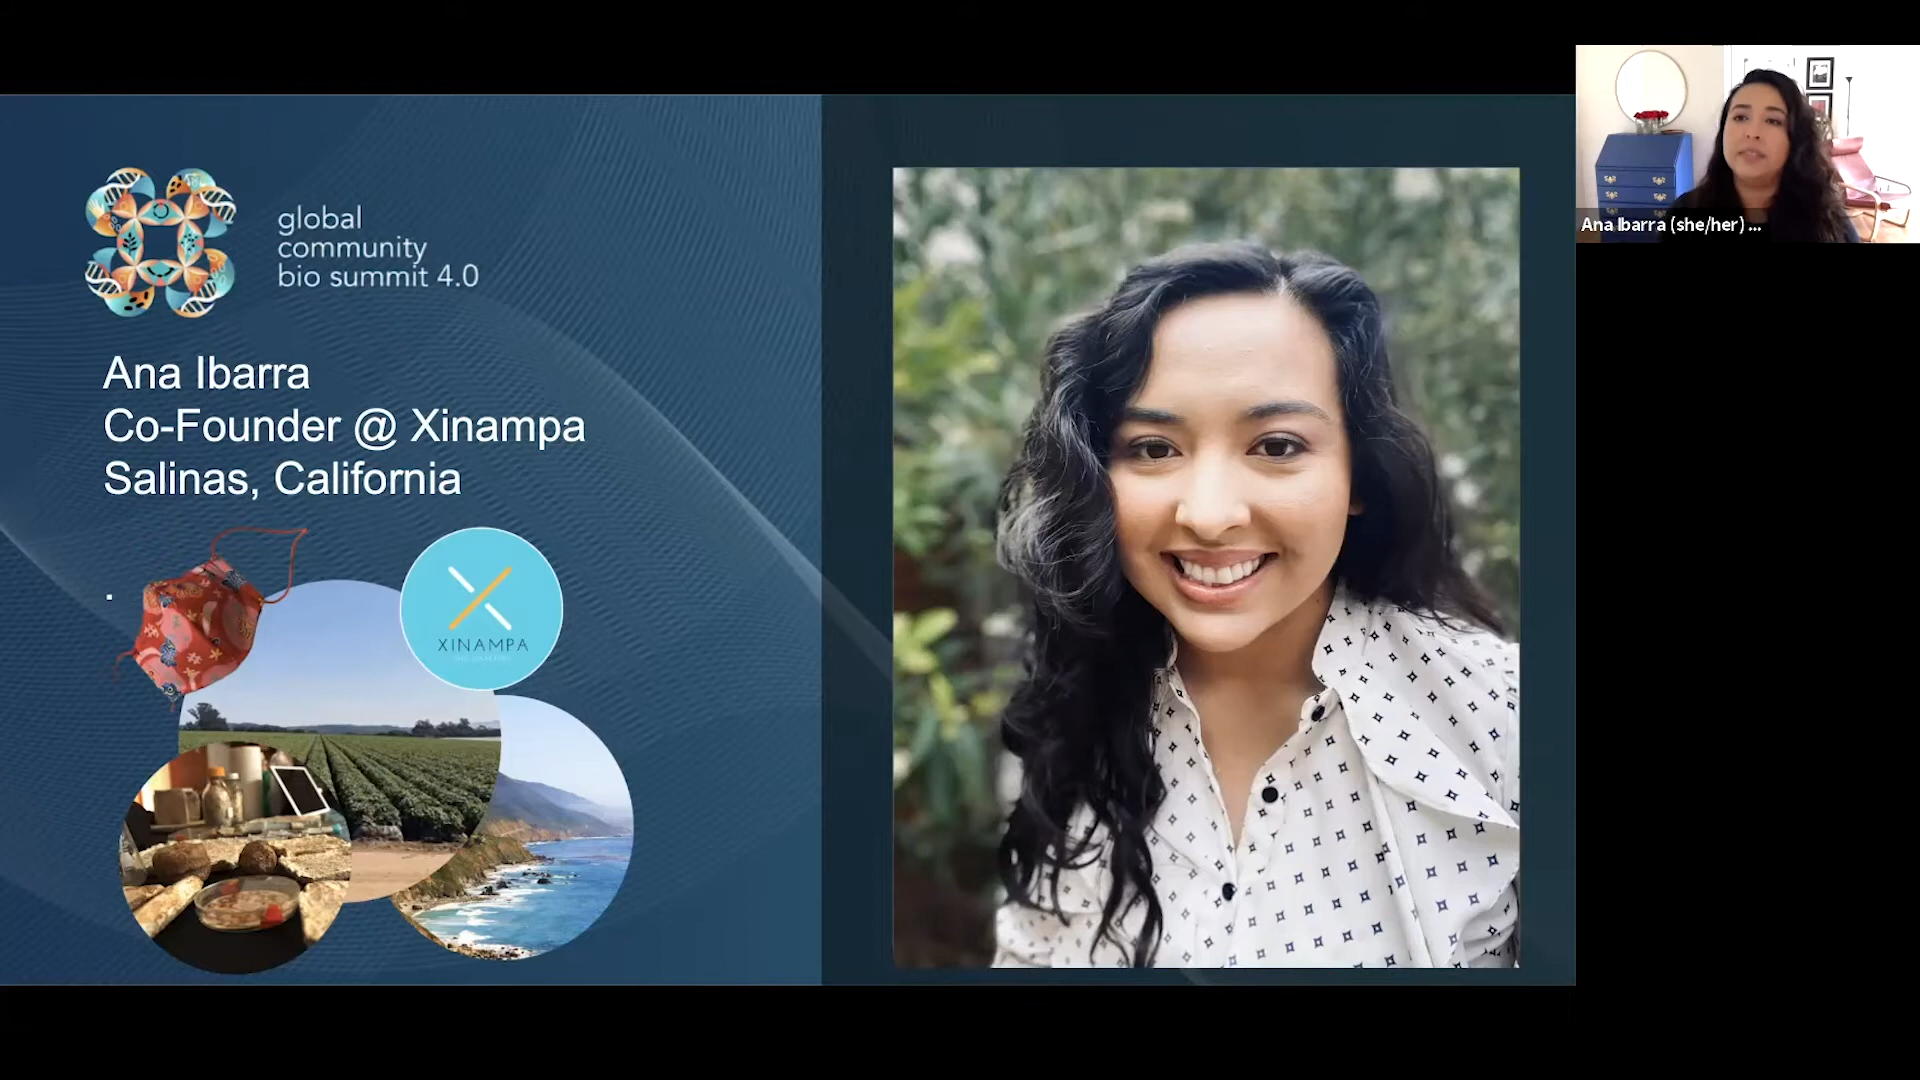 global
community
bio summit 4.0
Ana Ibarra
Co-Founder @ Xinampa
Salinas, California
.
XINAMPA
Ana Ibarra (she/her) ...